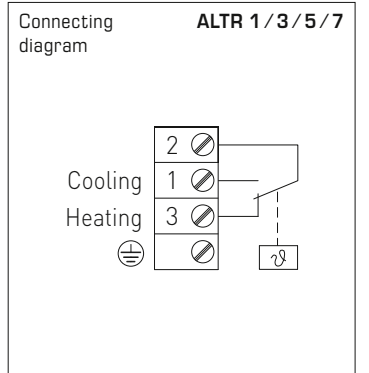 Connecting
diagram
ALTR 1/3/5/7
2
Cooling 1
Heating 3
ϑ